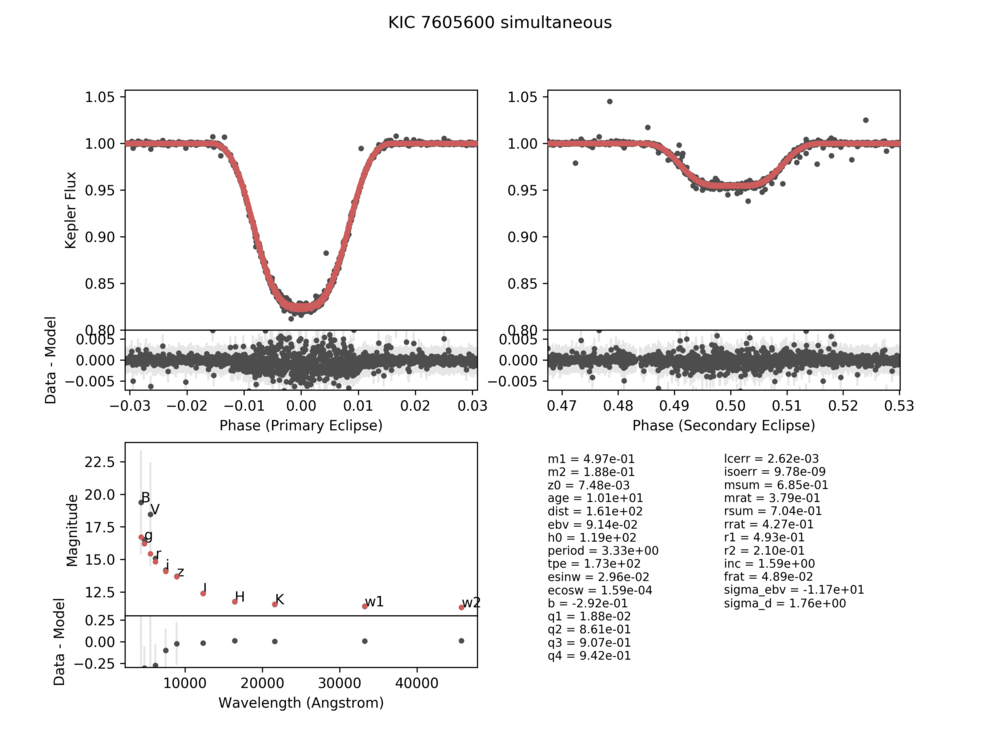 KIC 7605600 simultaneous
1.05
1.00
0.95
0.90
0.85
0.80
Kepler Flux
0.005
0.000
−0.005
Data - Model
−0.03 −0.02 −0.01 0.00 0.01 0.02 0.03
Phase (Primary Eclipse)
1.05
1.00
0.95
0.90
0.85
0.80
0.005
0.000
−0.005
0.47 0.48 0.49 0.50 0.51 0.52 0.53
Phase (Secondary Eclipse)
22.5
20.0
17.5
15.0
12.5
Magnitude
B
V
g
r
i
z
J
H
K
w1
w2
0.25
0.00
−0.25
Data - Model
10000 20000 30000 40000
Wavelength (Angstrom)
m1 = 4.97e-01
m2 = 1.88e-01
z0 = 7.48e-03
age = 1.01e+01
dist = 1.61e+02
ebv = 9.14e-02
h0 = 1.19e+02
period = 3.33e+00
tpe = 1.73e+02
esinw = 2.96e-02
ecosw = 1.59e-04
b = -2.92e-01
q1 = 1.88e-02
q2 = 8.61e-01
q3 = 9.07e-01
q4 = 9.42e-01
lcerr = 2.62e-03
isoerr = 9.78e-09
msum = 6.85e-01
mrat = 3.79e-01
rsum = 7.04e-01
rrat = 4.27e-01
r1 = 4.93e-01
r2 = 2.10e-01
inc = 1.59e+00
frat = 4.89e-02
sigma_ebv = -1.17e+01
sigma_d = 1.76e+00